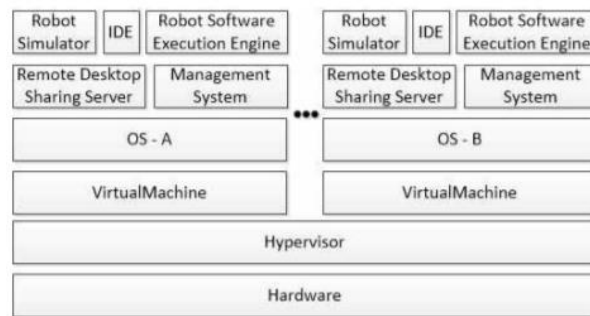 Robot
Simulator
IDE
Robot Software
Execution Engine
Robot
Simulator
IDE
Robot Software
Execution Engine
Remote Desktop
Sharing Server
Management
System
Remote Desktop
Sharing Server
Management
System
•••
OS - A
OS - B
VirtualMachine
VirtualMachine
Hypervisor
Hardware